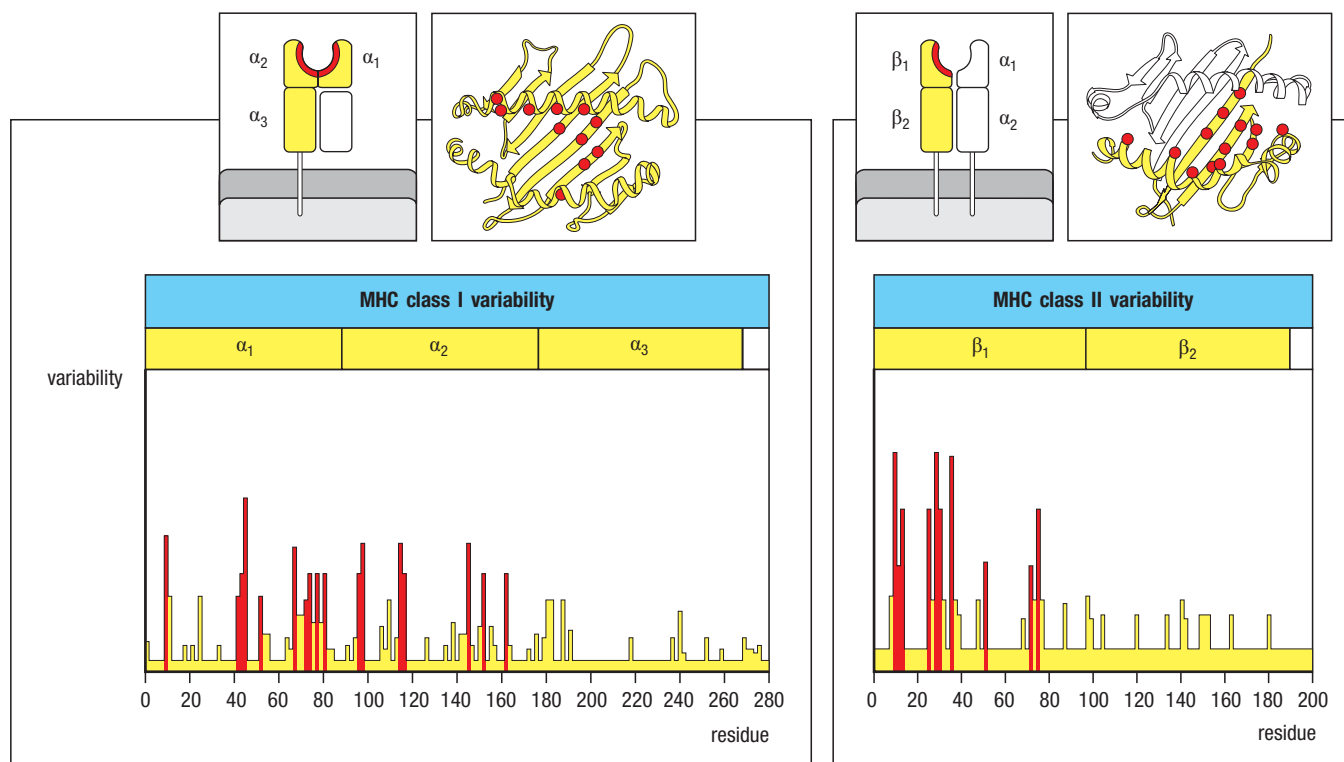 α2 α1
α3
β1 α1
β2 α2
MHC class I variability
α1 α2 α3
variability
0 20 40 60 80 100 120 140 160 180 200 220 240 260 280
residue
MHC class II variability
β1 β2
0 20 40 60 80 100 120 140 160 180 200
residue